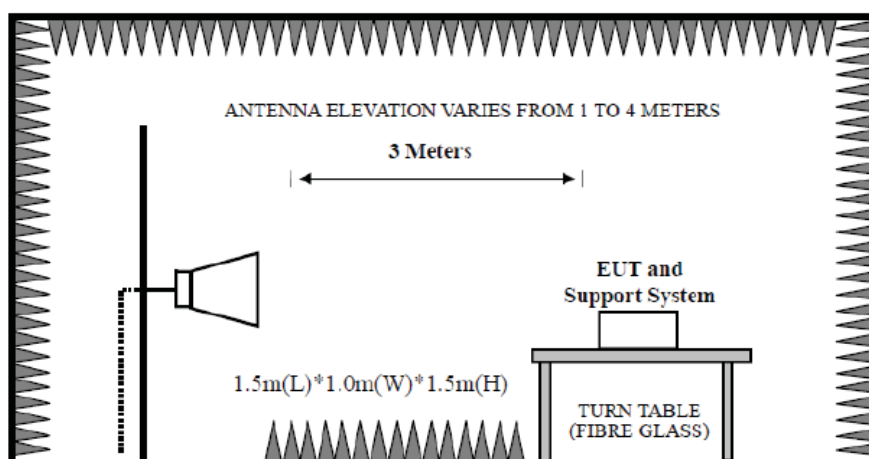 ANTENNA ELEVATION VARIES FROM 1 TO 4 METERS
3 Meters
EUT and
Support System
1.5m(L)*1.0m(W)*1.5m(H)
TURN TABLE
(FIBRE GLASS)